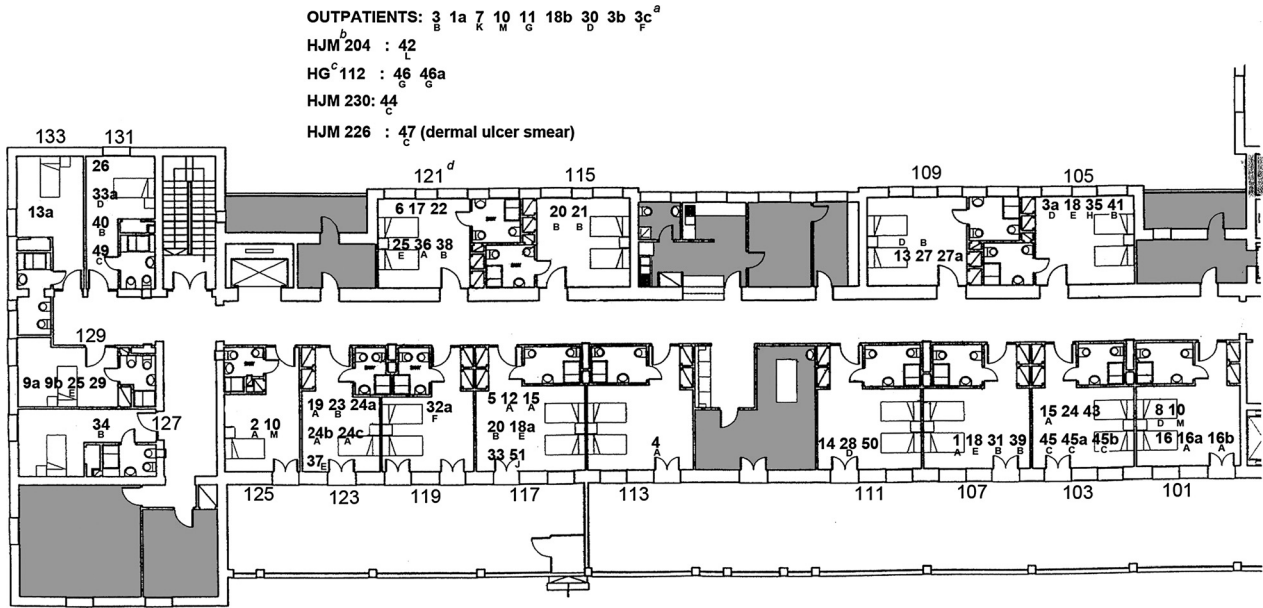 OUTPATIENTS: 3 1a 7 10 11 18b 30 3b 3c a
B K M G D F
HJM b 204 : 42
L
HG c 112 : 46 46a
G G
HJM 230: 44
C
HJM 226 : 47 (dermal ulcer smear)
C
133 131
121 d 115 109 105
13a
26
33a
D
40
B
49
C
6 17 22
25 36 38
E A B
20 21
B B
D B
13 27 27a
3a 18 35 41
D E H B
129
9a 9b 25 29
E
34
B
127
2 10
A M
19 23 24a
A B
24b 24c
A A
37 E
32a
F
5 12 15
A A
20 18a
B E
33 51
J
4
A
14 28 50
D
1 18 31 39
A E B B
15 24 43
A
45 45a 45b
C C C
8 10
D M
16 16a 16b
A A
125 123 119 117 113 111 107 103 101